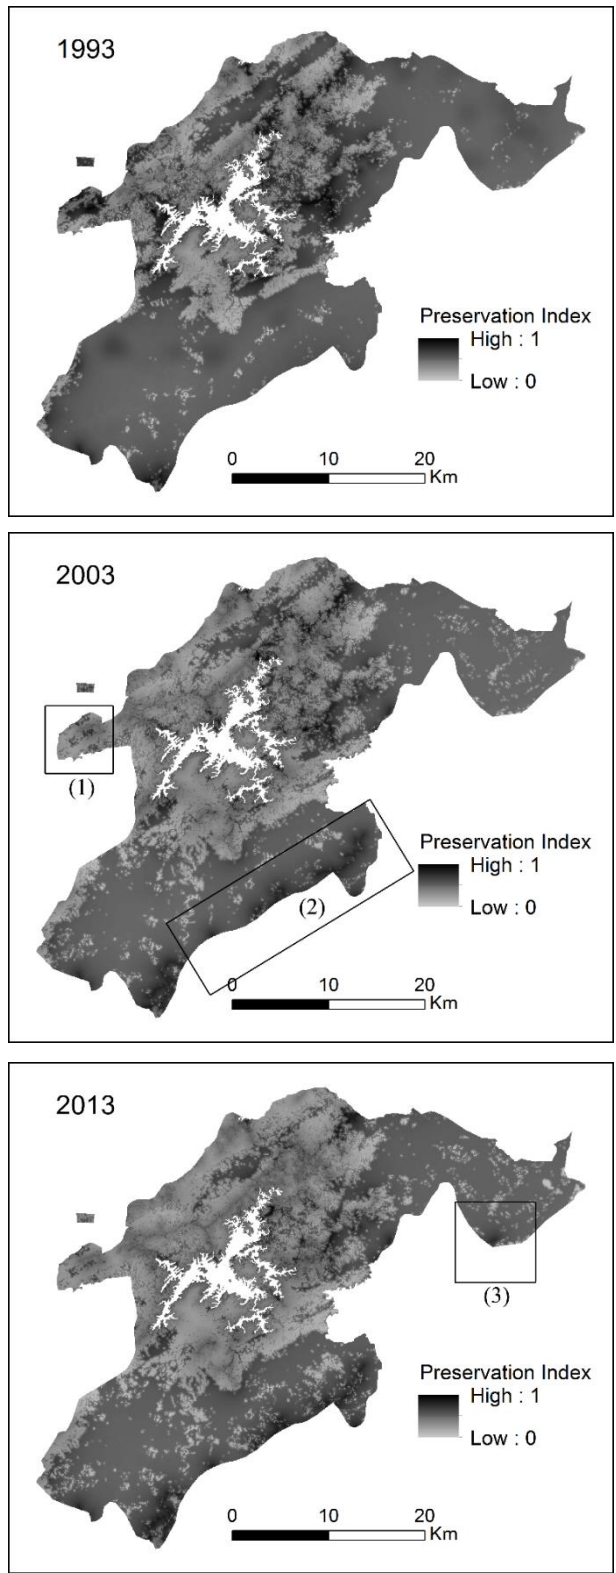 1993
Preservation Index
High : 1
Low : 0
0 10 20
Km
2003
(1)
Preservation Index
High : 1
Low : 0
(2)
0 10 20
Km
2013
(3)
Preservation Index
High : 1
Low : 0
0 10 20
Km